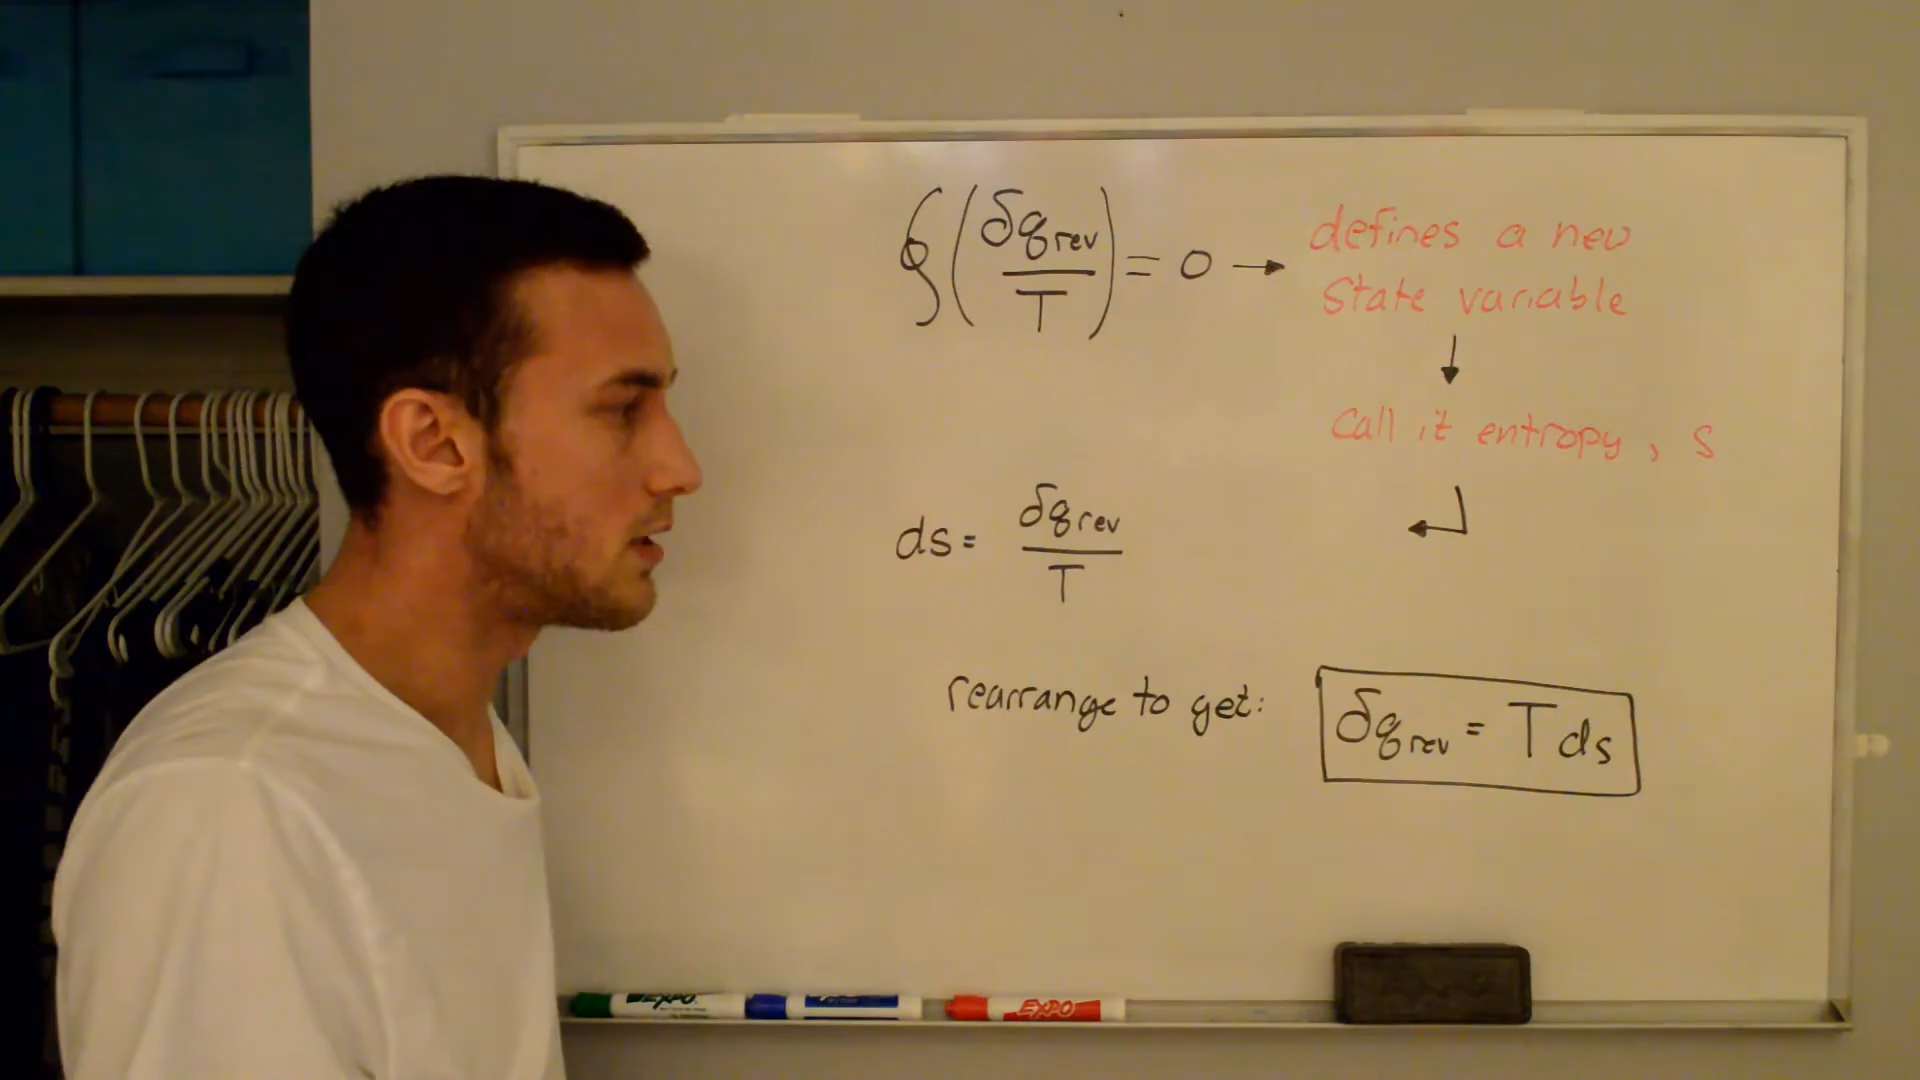 ∮(δq rev / T) = 0 → defines a new
state variable
↓
call it entropy, s
↲
ds = δq rev / T
rearrange to get: δq rev = T ds
EXPO EXPO